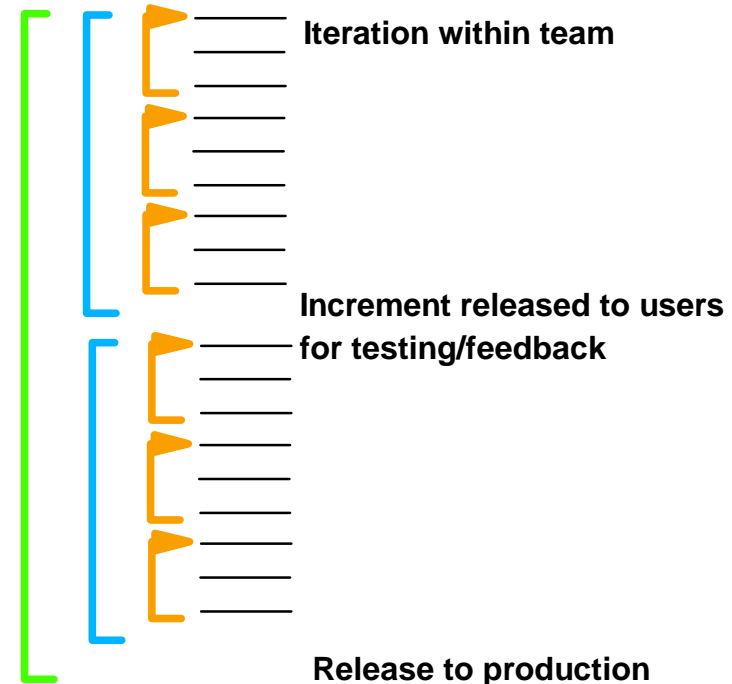 Iteration within team
Increment released to users
for testing/feedback
Release to production